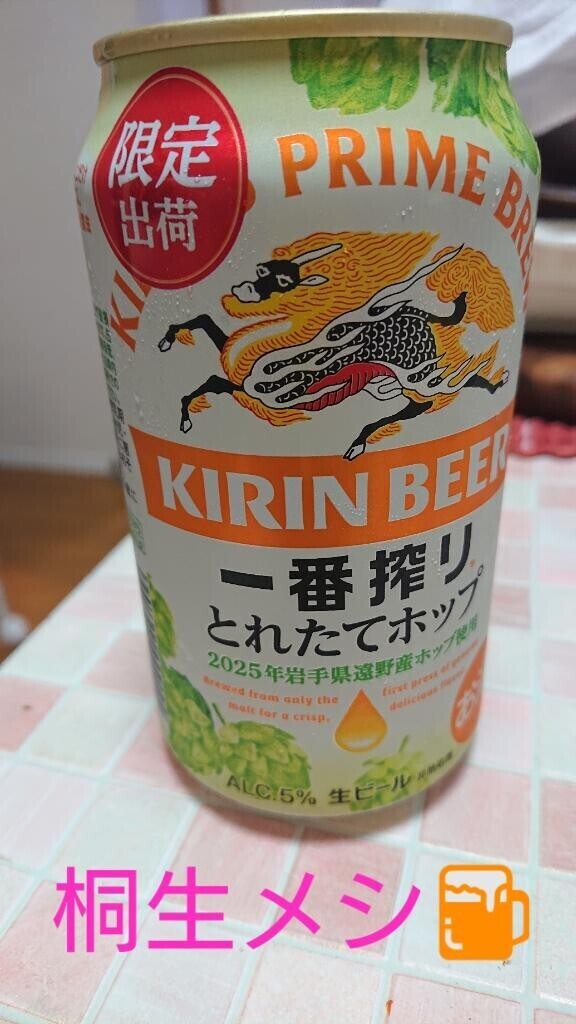 限定
出荷
PRIME BRE
KIRIN BEER
一番搾り
とれたてホップ
2025年岩手県遠野産ホップ使用
Brewed from only the
first press of
malt for a crisp,
delicious flavor
ALC.5% 生ビール
桐生メシ🍺